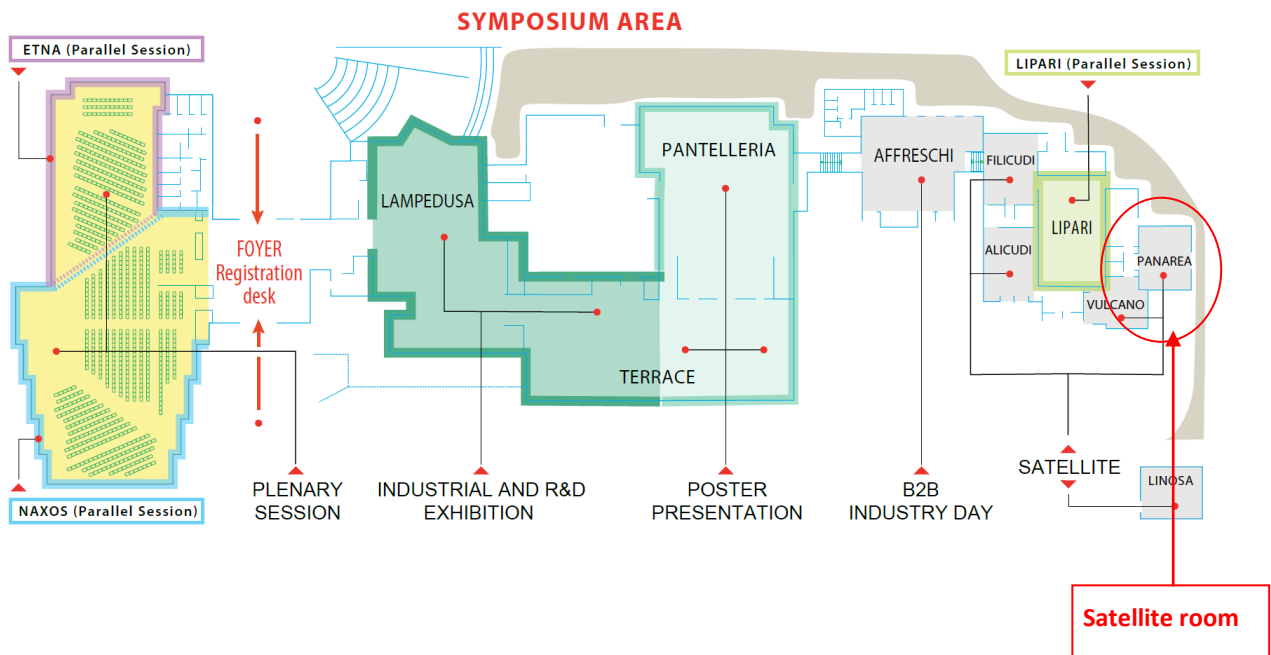 SYMPOSIUM AREA
ETNA (Parallel Session)
LIPARI (Parallel Session)
PANTELLERIA
AFFRESCHI
FILICUDI
LAMPEDUSA
LIPARI
FOYER
Registration
desk
ALICUDI
PANAREA
VULCANO
TERRACE
SATELLITE
LINOSA
NAXOS (Parallel Session)
PLENARY
SESSION
INDUSTRIAL AND R&D
EXHIBITION
POSTER
PRESENTATION
B2B
INDUSTRY DAY
Satellite room